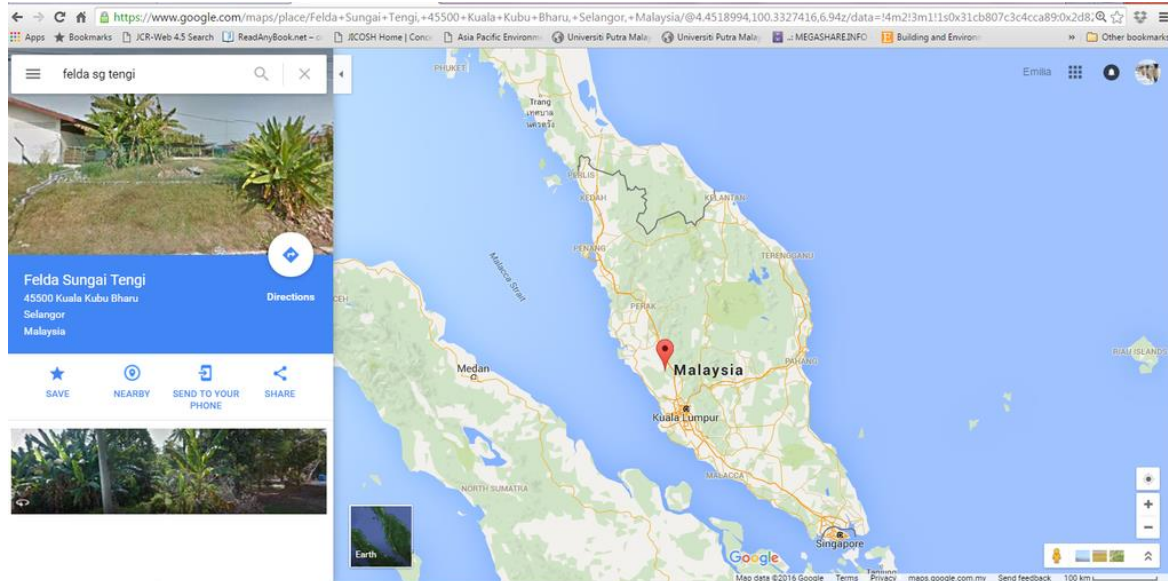 https://www.google.com/maps/place/Felda+Sungai+Tengi,+45500+Kuala+Kubu+Bharu,+Selangor,+Malaysia/@4.4518994,100.3327416,6.94z/data=!4m2!3m1!1s0x31cb807c3c4cca89:0x2d8
Apps Bookmarks JCR-Web 4.5 Search ReadAnyBook.net JICOSH Home | Conc Asia Pacific Environm Universiti Putra Mala Universiti Putra Mala ..: MEGASHARE.INFO Building and Environ » Other bookmarks
felda sg tengi
Emilia
Felda Sungai Tengi
45500 Kuala Kubu Bharu
Selangor
Malaysia
Directions
SAVE
NEARBY
SEND TO YOUR PHONE
SHARE
PHUKET
Trang
PERLIS
KEDAH
KELANTAN
PENANG
TERENGGANU
Malacca Strait
CEH
PERAK
Medan
Malaysia
PAHANG
RIAU ISLANDS
Kuala Lumpur
MALACCA
NORTH SUMATRA
Singapore
Earth
Google
Tanjung
Map data ©2016 Google Terms Privacy maps.google.com.my Send feedback 100 km